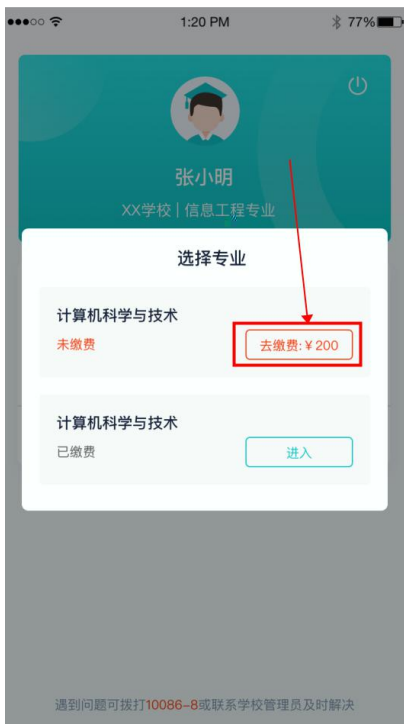 1:20 PM
77%
张小明
XX学校 | 信息工程专业
选择专业
计算机科学与技术
未缴费
去缴费:¥200
计算机科学与技术
已缴费
进入
遇到问题可拨打10086-8或联系学校管理员及时解决